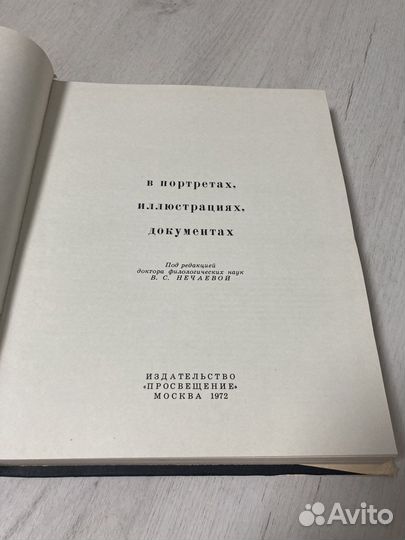 в портретах,
иллюстрациях,
документах
Под редакцией
доктора филологических наук
В. С. НЕЧАЕВОЙ
ИЗДАТЕЛЬСТВО
«ПРОСВЕЩЕНИЕ»
МОСКВА 1972
Avito